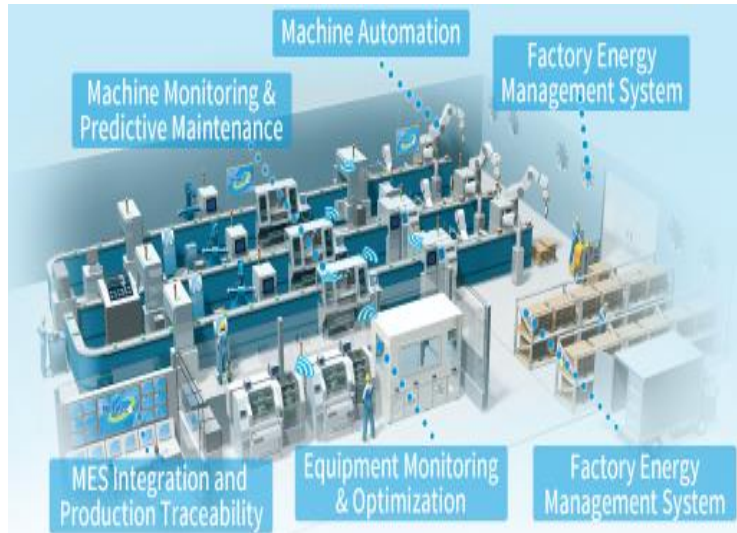 Machine Automation
Factory Energy
Management System
Machine Monitoring &
Predictive Maintenance
MES Integration and
Production Traceability
Equipment Monitoring
& Optimization
Factory Energy
Management System